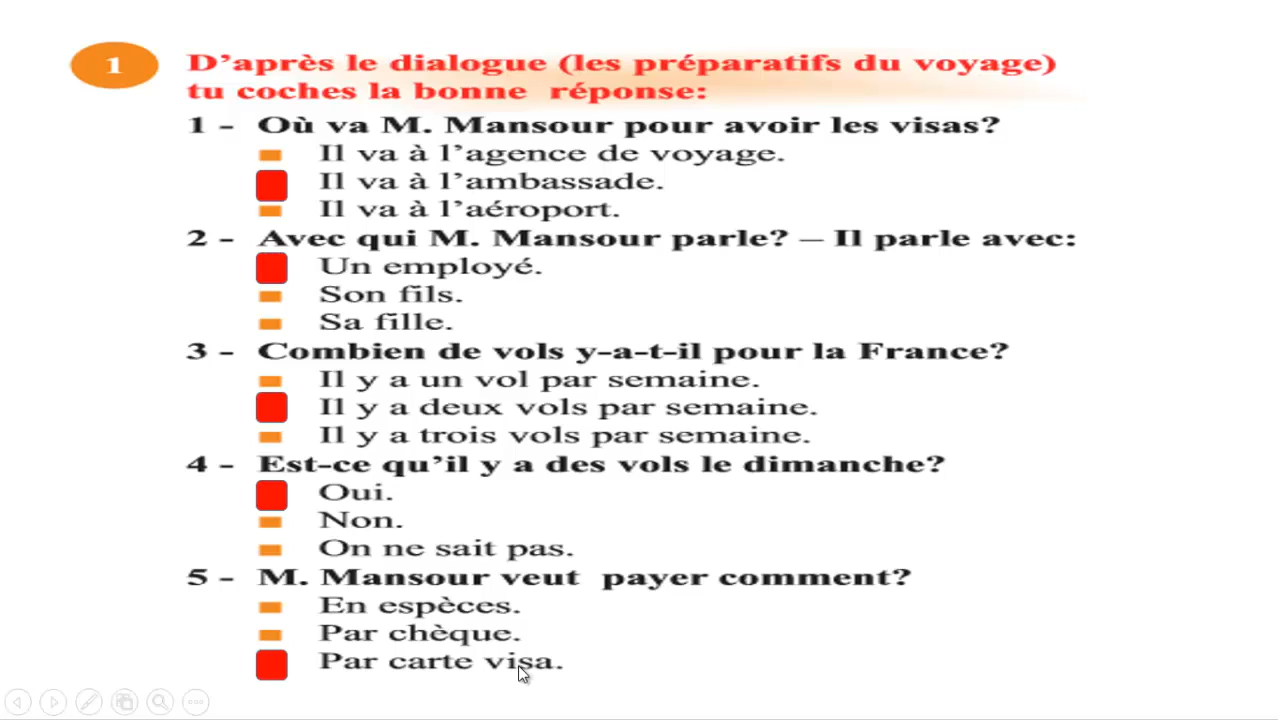 1
D'après le dialogue (les préparatifs du voyage)
tu coches la bonne réponse:
1 - Où va M. Mansour pour avoir les visas?
Il va à l'agence de voyage.
Il va à l'ambassade.
Il va à l'aéroport.
2 - Avec qui M. Mansour parle? – Il parle avec:
Un employé.
Son fils.
Sa fille.
3 - Combien de vols y-a-t-il pour la France?
Il y a un vol par semaine.
Il y a deux vols par semaine.
Il y a trois vols par semaine.
4 - Est-ce qu'il y a des vols le dimanche?
Oui.
Non.
On ne sait pas.
5 - M. Mansour veut payer comment?
En espèces.
Par chèque.
Par carte visa.